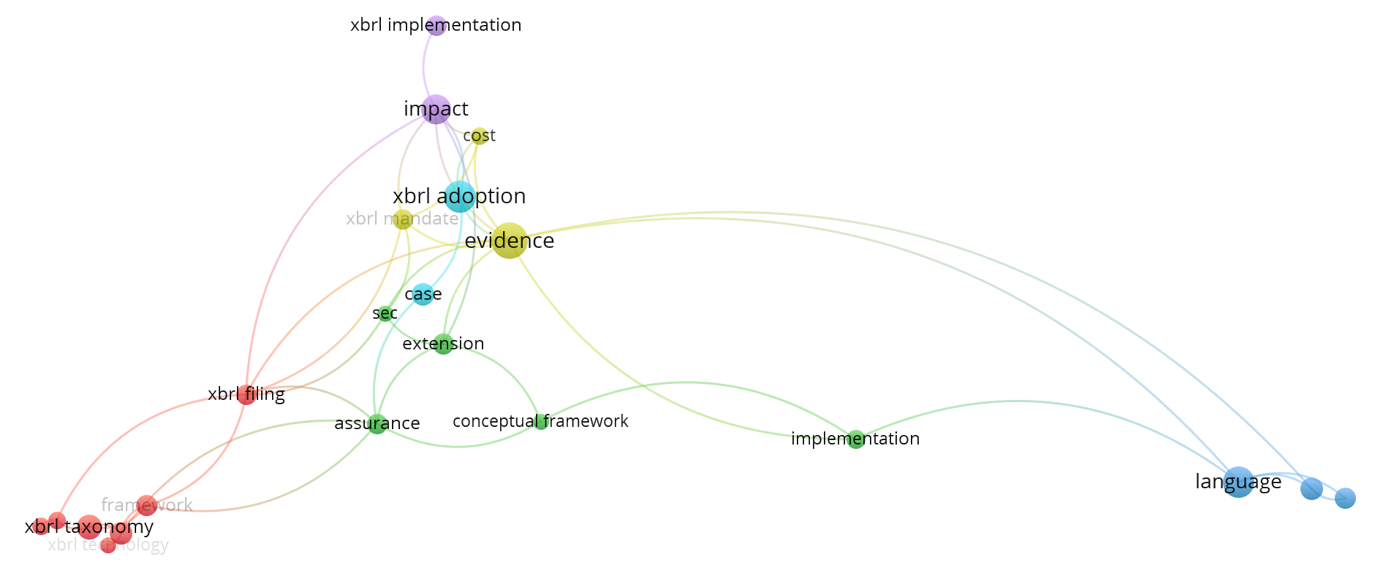 xbrl implementation
impact
cost
xbrl adoption
xbrl mandate
evidence
case
sec
extension
xbrl filing
assurance
conceptual framework
implementation
language
framework
xbrl taxonomy
xbrl technology